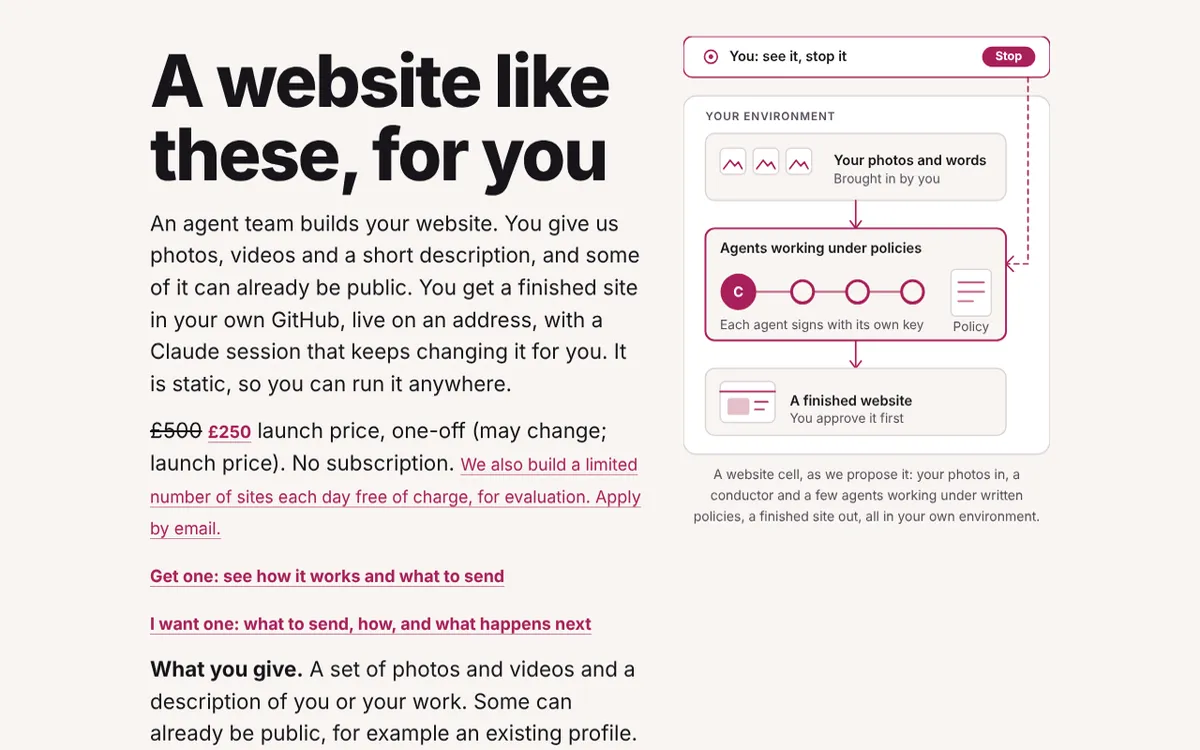 A website like
these, for you
An agent team builds your website. You give us
photos, videos and a short description, and some
of it can already be public. You get a finished site
in your own GitHub, live on an address, with a
Claude session that keeps changing it for you. It
is static, so you can run it anywhere.
£500 £250 launch price, one-off (may change;
launch price). No subscription. We also build a limited
number of sites each day free of charge, for evaluation. Apply
by email.
Get one: see how it works and what to send
I want one: what to send, how, and what happens next
What you give. A set of photos and videos and a
description of you or your work. Some can
already be public, for example an existing profile.
You: see it, stop it
Stop
YOUR ENVIRONMENT
Your photos and words
Brought in by you
Agents working under policies
C
Each agent signs with its own key
Policy
A finished website
You approve it first
A website cell, as we propose it: your photos in, a
conductor and a few agents working under written
policies, a finished site out, all in your own environment.